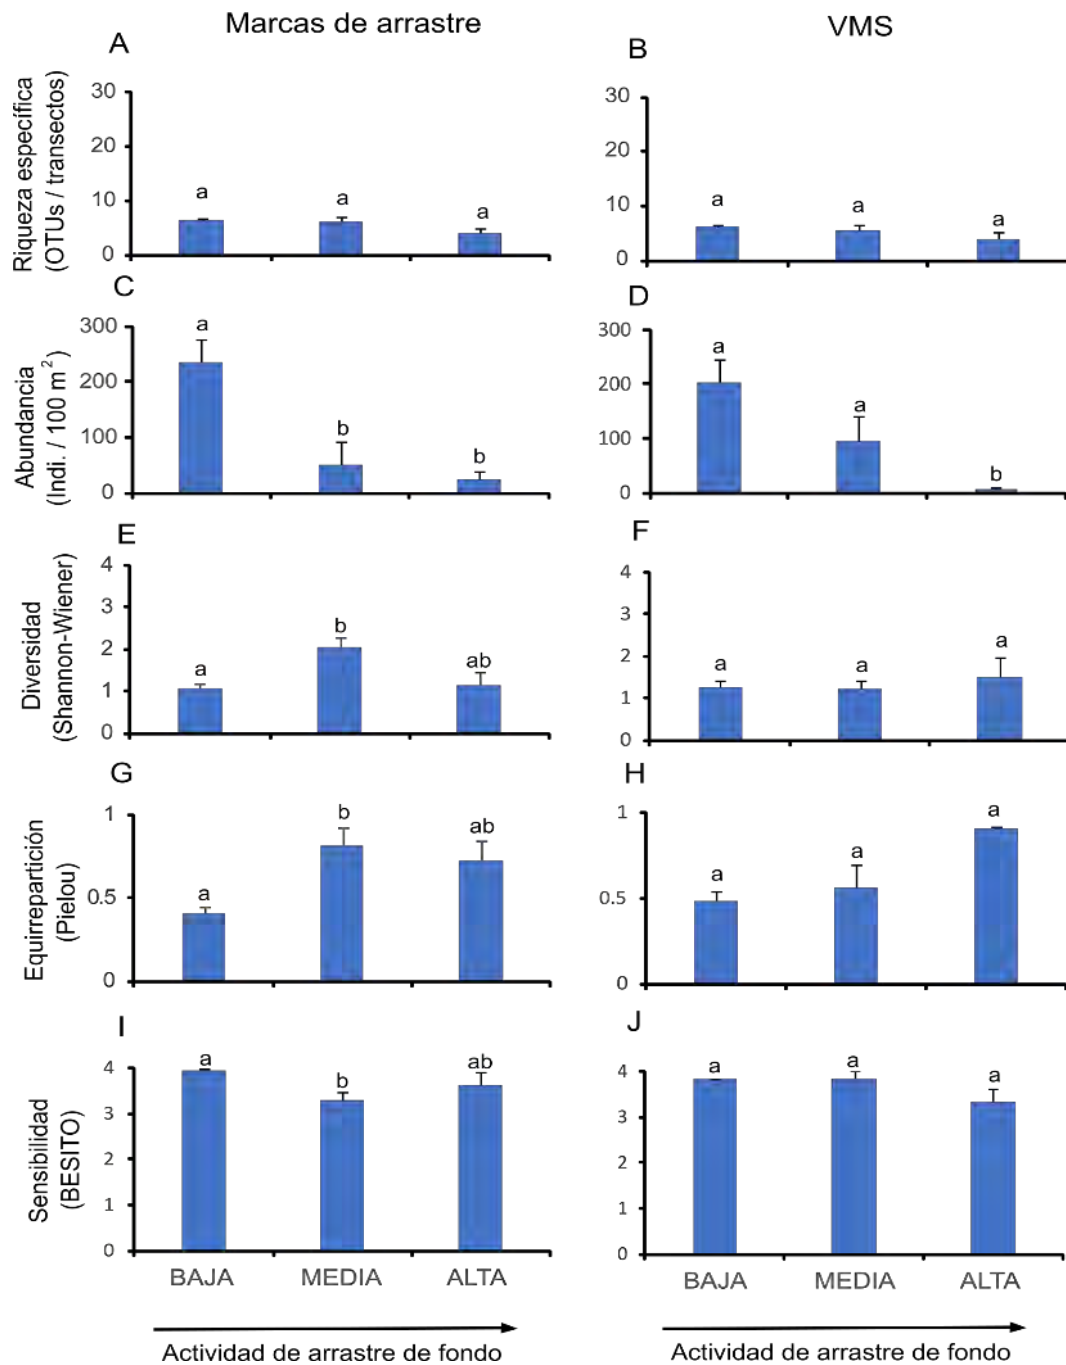 Marcas de arrastre
VMS
A
Riqueza específica
(OTUs / transectos)
30
20
10
0
a
a
a
B
30
20
10
0
a
a
a
C
Abundancia
(Indi. / 100 m²)
300
200
100
0
a
b
b
D
300
200
100
0
a
a
b
E
Diversidad
(Shannon-Wiener)
4
3
2
1
0
a
b
ab
F
4
3
2
1
0
a
a
a
G
Equirrepartición
(Pielou)
1
0.5
0
a
b
ab
H
1
0.5
0
a
a
a
I
Sensibilidad
(BESITO)
4
3
2
1
0
a
b
ab
J
4
3
2
1
0
a
a
a
BAJA MEDIA ALTA
BAJA MEDIA ALTA
Actividad de arrastre de fondo
Actividad de arrastre de fondo